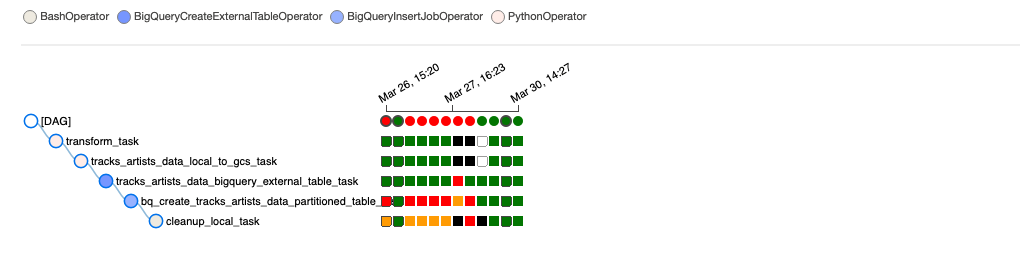 BashOperator BigQueryCreateExternalTableOperator BigQueryInsertJobOperator PythonOperator
Mar 26, 15:20 Mar 27, 16:23 Mar 30, 14:27
[DAG]
transform_task
tracks_artists_data_local_to_gcs_task
tracks_artists_data_bigquery_external_table_task
bq_create_tracks_artists_data_partitioned_table_
cleanup_local_task